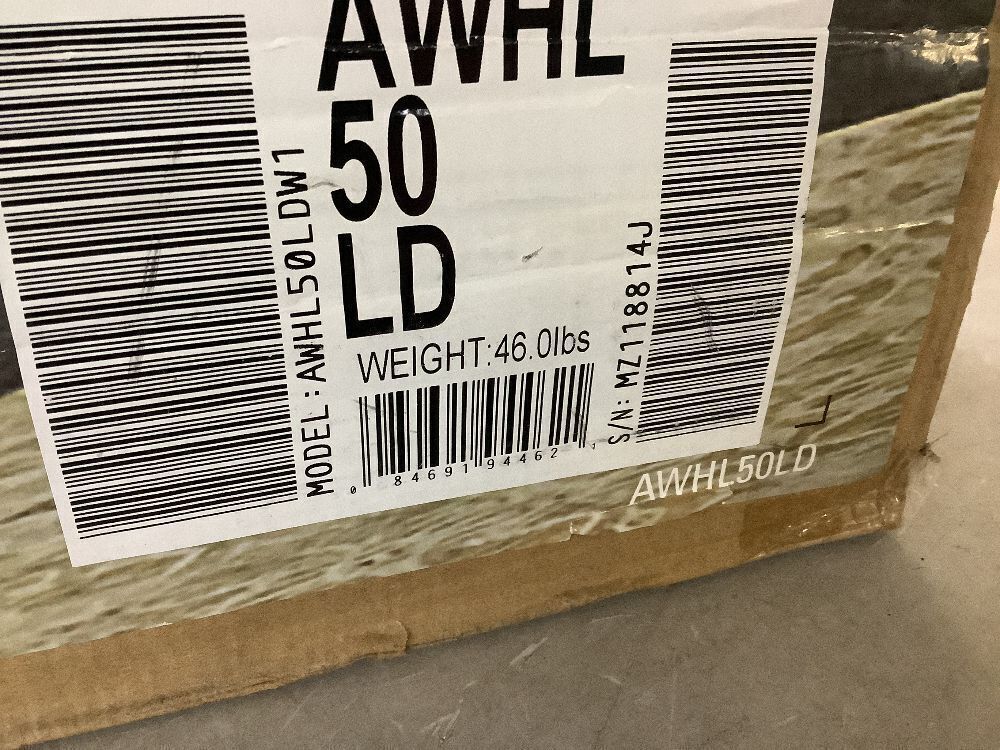 AWHL
50
LD
WEIGHT:46.0lbs
MODEL:AWHL50LDW1
S/N: MZ118814J
0 84691 94462 1
AWHL50LD